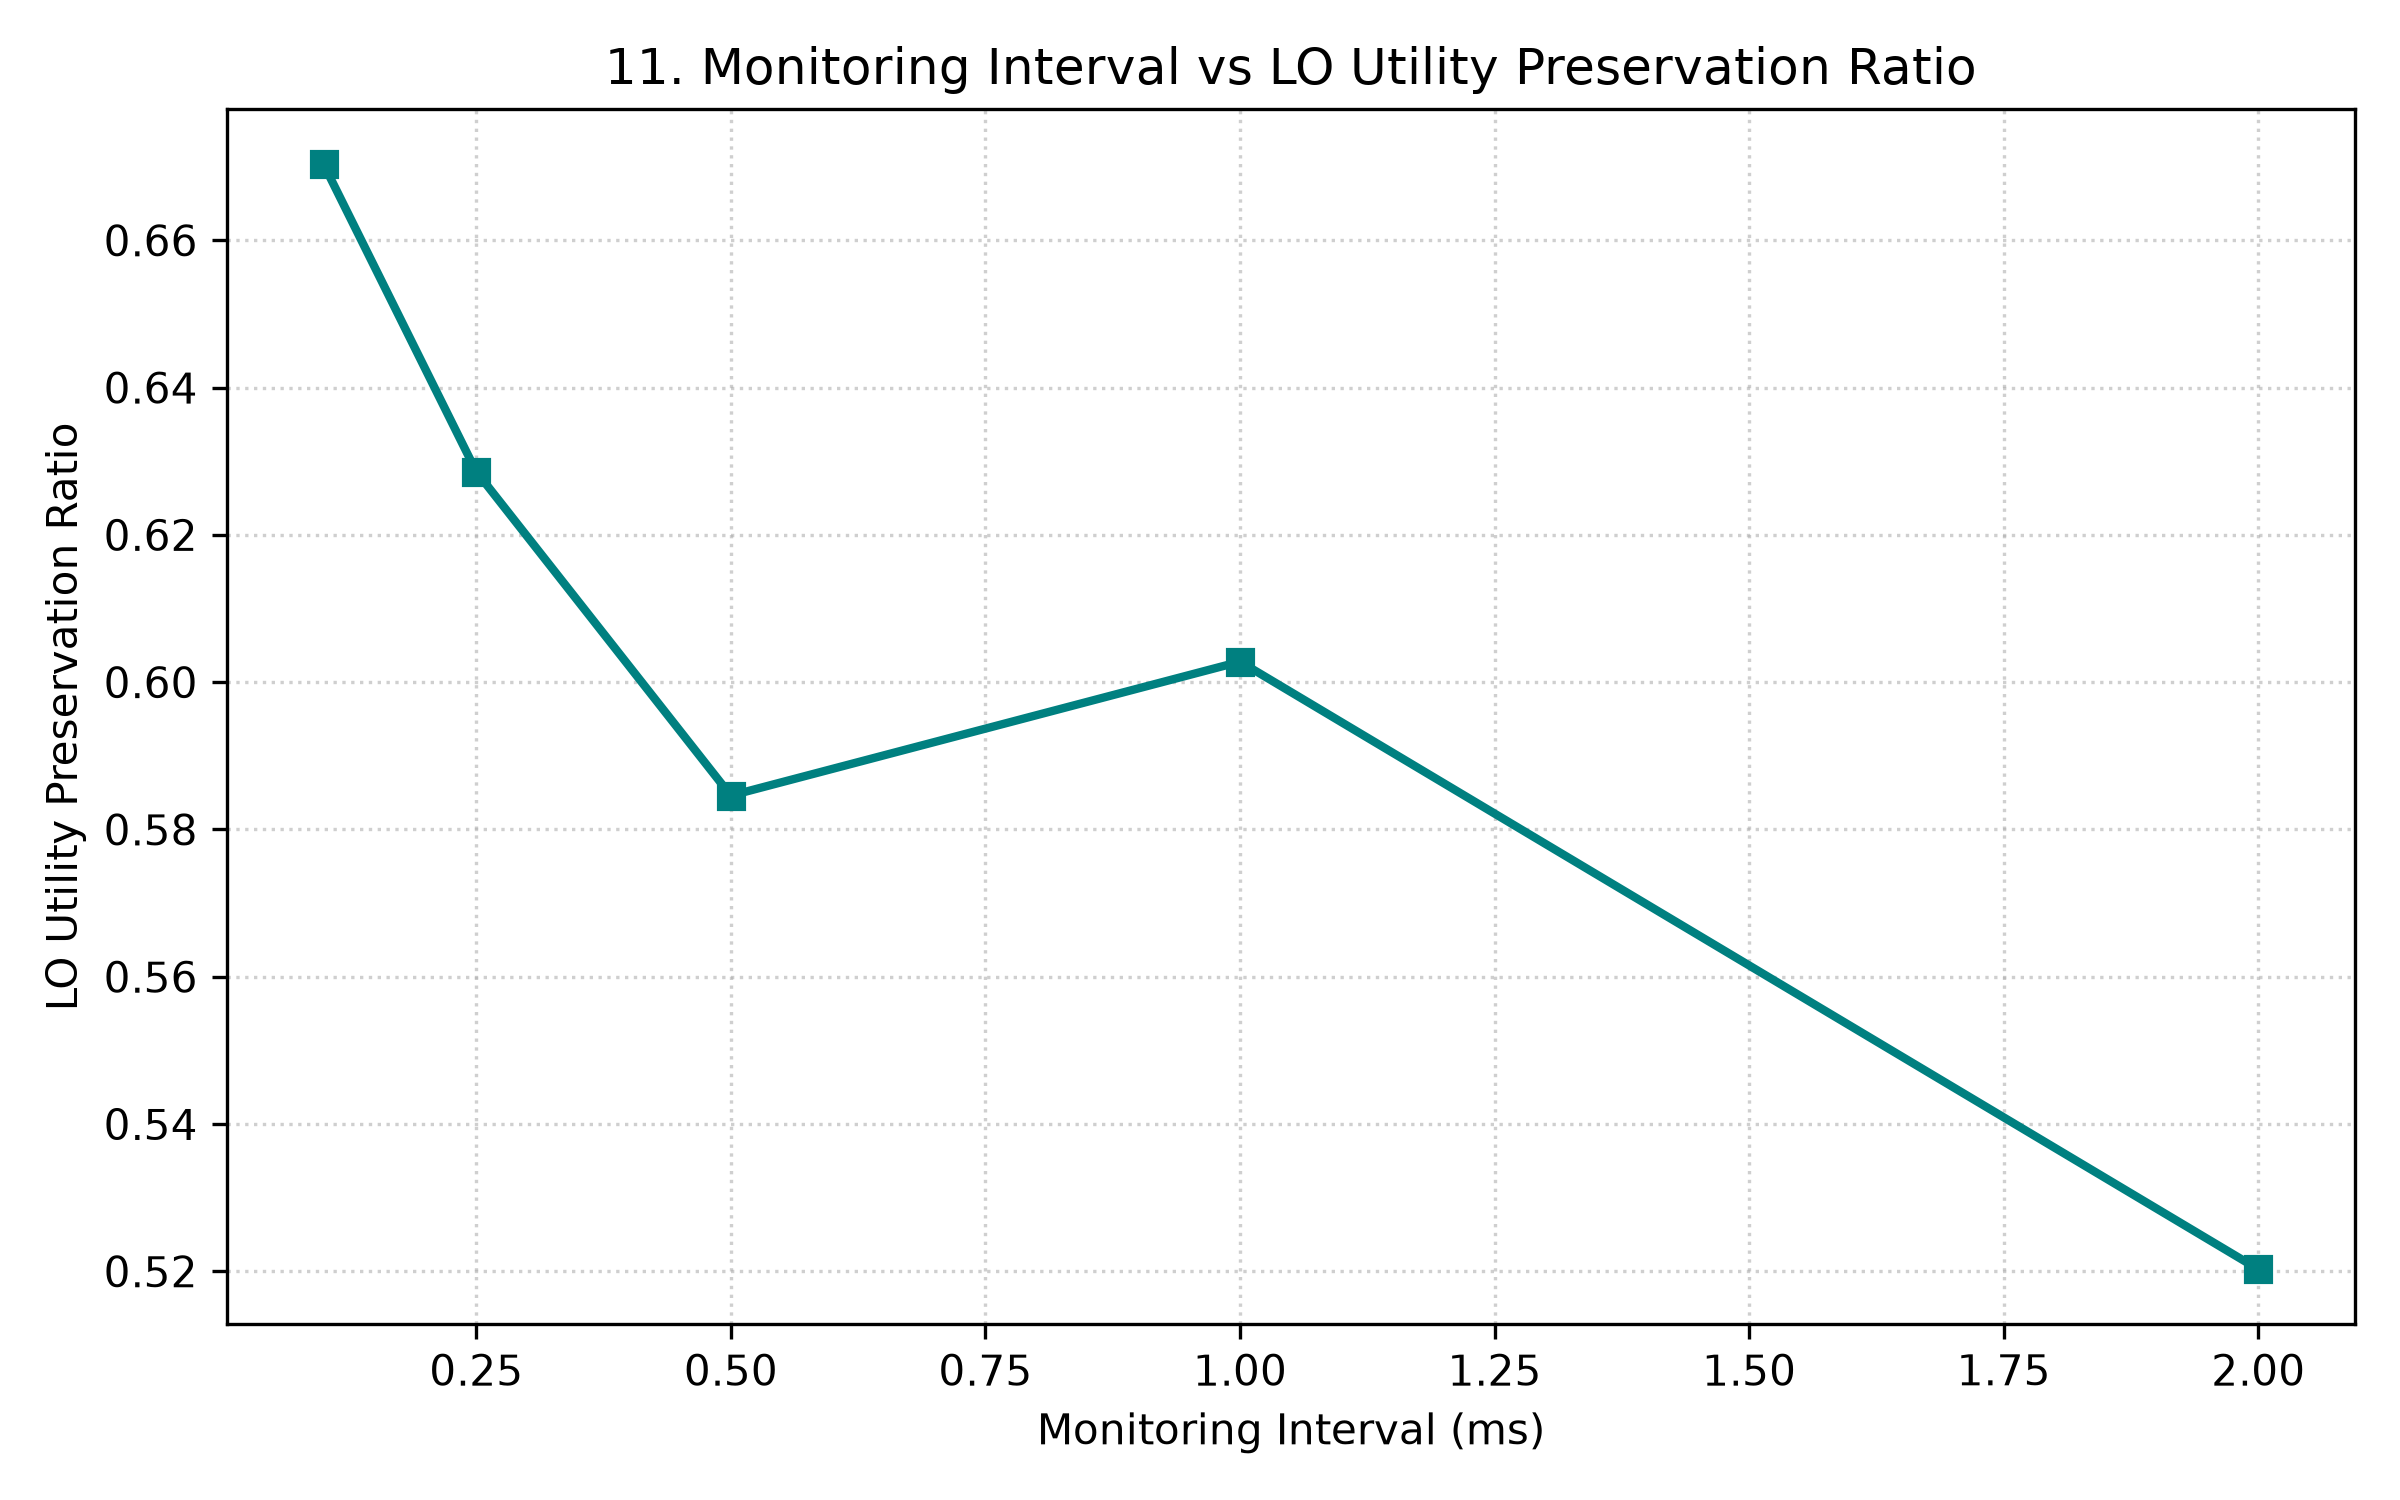 11. Monitoring Interval vs LO Utility Preservation Ratio
LO Utility Preservation Ratio
0.66
0.64
0.62
0.60
0.58
0.56
0.54
0.52
0.25 0.50 0.75 1.00 1.25 1.50 1.75 2.00
Monitoring Interval (ms)